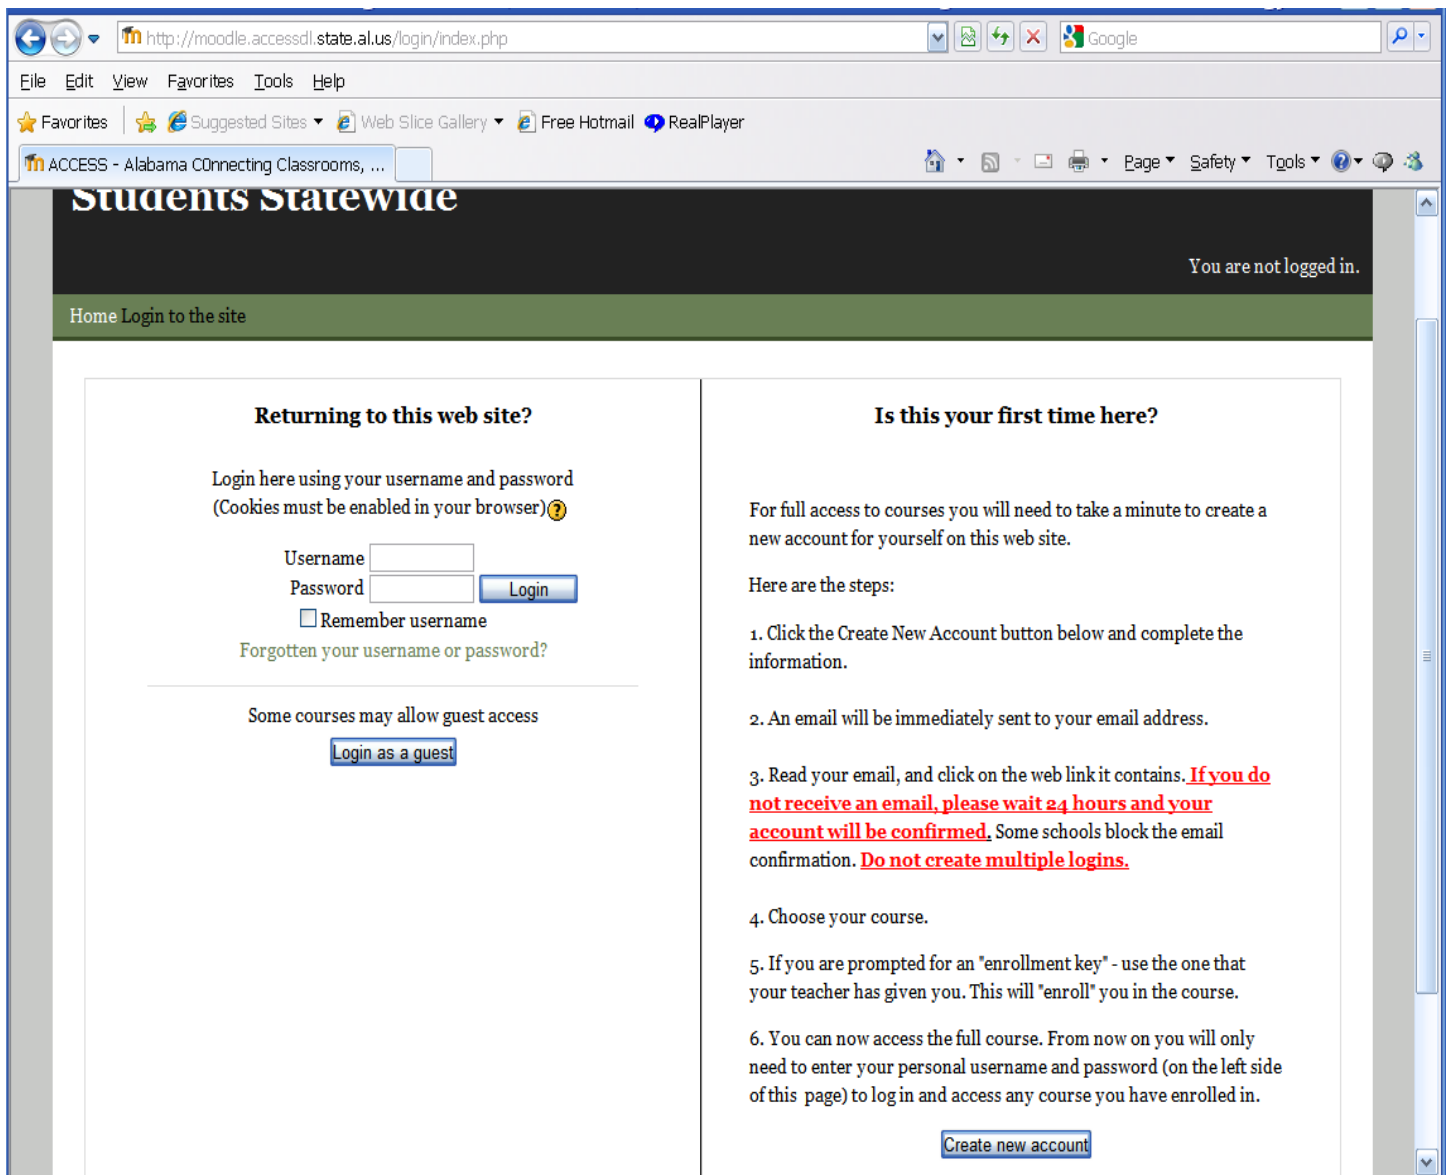 http://moodle.accessdl.state.al.us/login/index.php
Google
File Edit View Favorites Tools Help
Favorites Suggested Sites Web Slice Gallery Free Hotmail RealPlayer
ACCESS - Alabama C0nnecting Classrooms, ...
Page Safety Tools
Students Statewide
You are not logged in.
Home Login to the site
Returning to this web site?
Login here using your username and password
(Cookies must be enabled in your browser)
Username
Password Login
Remember username
Forgotten your username or password?
Some courses may allow guest access
Login as a guest
Is this your first time here?
For full access to courses you will need to take a minute to create a
new account for yourself on this web site.
Here are the steps:
1. Click the Create New Account button below and complete the
information.
2. An email will be immediately sent to your email address.
3. Read your email, and click on the web link it contains. If you do
not receive an email, please wait 24 hours and your
account will be confirmed. Some schools block the email
confirmation. Do not create multiple logins.
4. Choose your course.
5. If you are prompted for an "enrollment key" - use the one that
your teacher has given you. This will "enroll" you in the course.
6. You can now access the full course. From now on you will only
need to enter your personal username and password (on the left side
of this page) to log in and access any course you have enrolled in.
Create new account